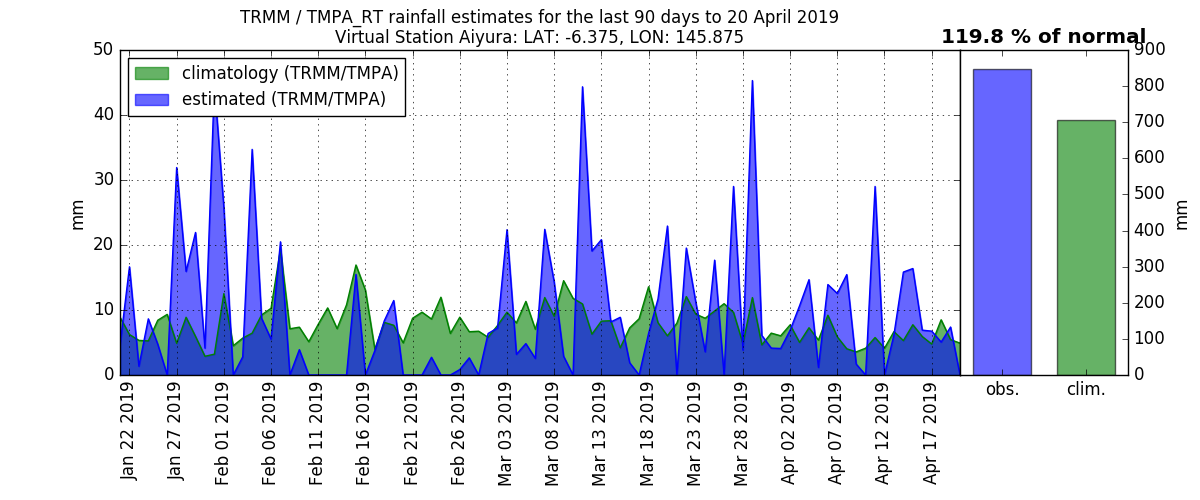 TRMM / TMPA_RT rainfall estimates for the last 90 days to 20 April 2019
Virtual Station Aiyura: LAT: -6.375, LON: 145.875
119.8 % of normal
climatology (TRMM/TMPA)
estimated (TRMM/TMPA)
50
40
30
20
10
0
mm
Jan 22 2019
Jan 27 2019
Feb 01 2019
Feb 06 2019
Feb 11 2019
Feb 16 2019
Feb 21 2019
Feb 26 2019
Mar 03 2019
Mar 08 2019
Mar 13 2019
Mar 18 2019
Mar 23 2019
Mar 28 2019
Apr 02 2019
Apr 07 2019
Apr 12 2019
Apr 17 2019
900
800
700
600
500
400
300
200
100
0
mm
obs.
clim.